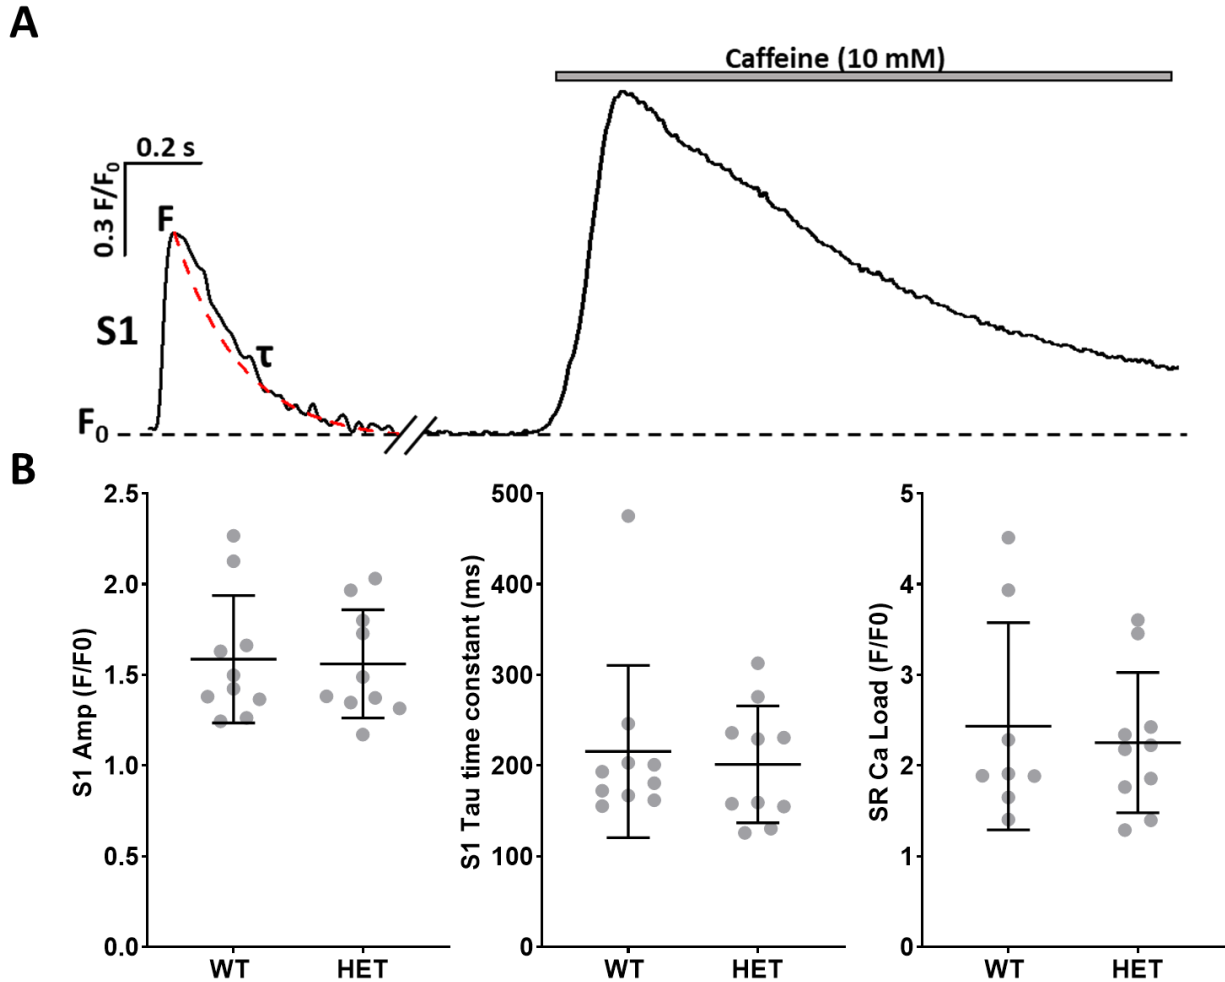 A
Caffeine (10 mM)
0.2 s
0.3 F/F0
F
S1
τ
F0
B
2.5
2.0
1.5
1.0
0.5
0.0
S1 Amp (F/F0)
WT
HET
500
400
300
200
100
0
S1 Tau time constant (ms)
WT
HET
5
4
3
2
1
0
SR Ca Load (F/F0)
WT
HET